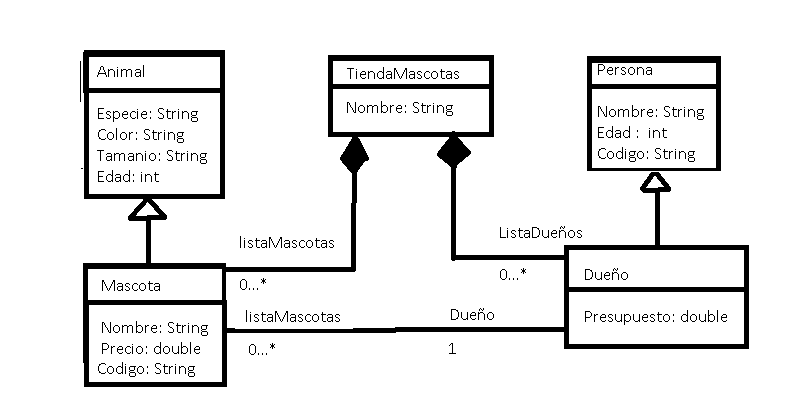 Animal
Especie: String
Color: String
Tamanio: String
Edad: int
TiendaMascotas
Nombre: String
Persona
Nombre: String
Edad : int
Codigo: String
listaMascotas
0...*
ListaDueños
0...*
Mascota
Nombre: String
Precio: double
Codigo: String
listaMascotas
0...*
Dueño
1
Dueño
Presupuesto: double